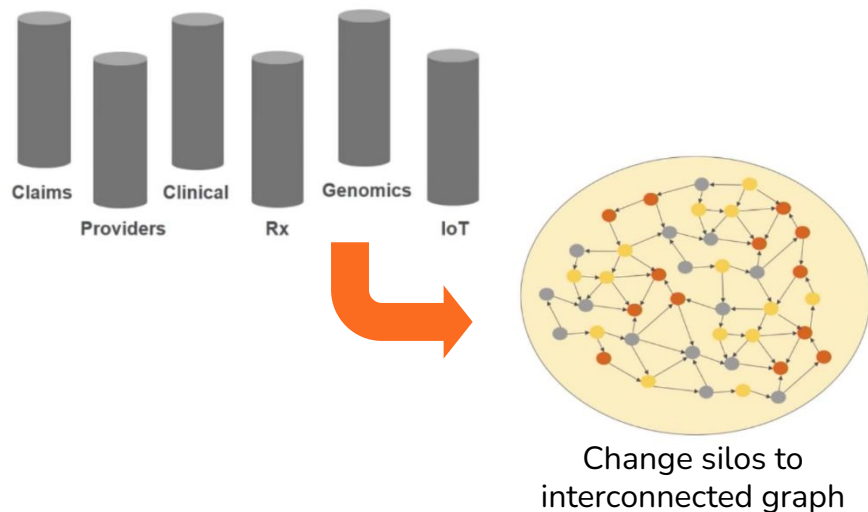 Claims
Providers
Clinical
Rx
Genomics
IoT
Change silos to
interconnected graph